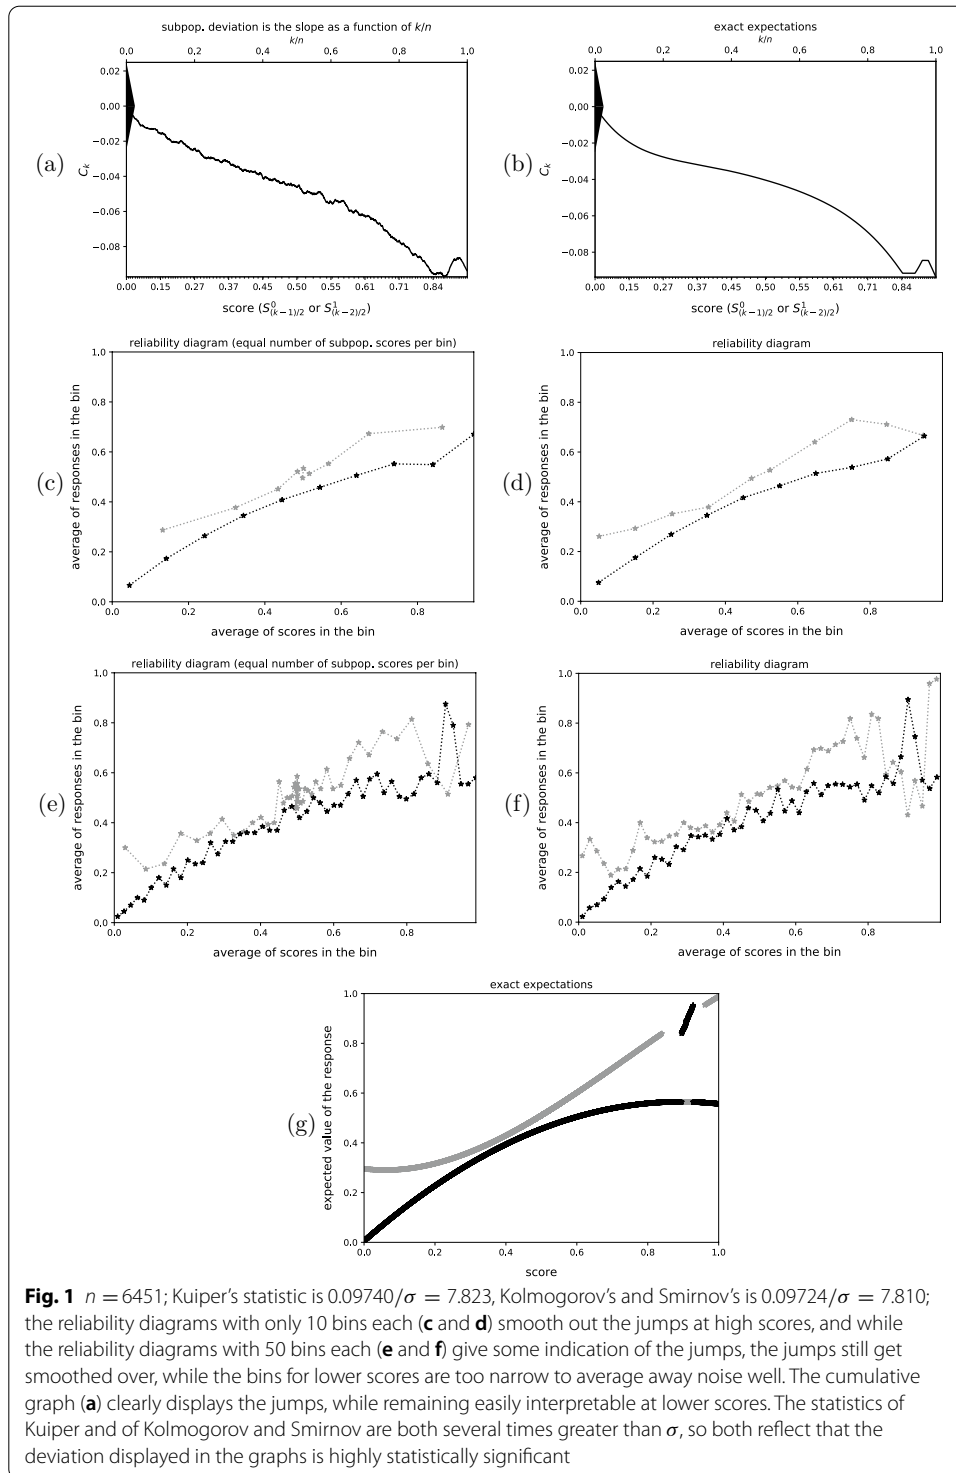 subpop. deviation is the slope as a function of k/n
k/n
0.0 0.2 0.4 0.6 0.8 1.0
0.02
0.00
−0.02
−0.04
−0.06
−0.08
C_k
(a)
0.00 0.15 0.27 0.37 0.45 0.50 0.55 0.61 0.71 0.84
score (S^0_{(k−1)/2} or S^1_{(k−2)/2})
exact expectations
k/n
0.0 0.2 0.4 0.6 0.8 1.0
0.02
0.00
−0.02
−0.04
−0.06
−0.08
C_k
(b)
0.00 0.15 0.27 0.37 0.45 0.50 0.55 0.61 0.71 0.84
score (S^0_{(k−1)/2} or S^1_{(k−2)/2})
reliability diagram (equal number of subpop. scores per bin)
1.0
0.8
0.6
0.4
0.2
0.0
average of responses in the bin
(c)
0.0 0.2 0.4 0.6 0.8
average of scores in the bin
reliability diagram
1.0
0.8
0.6
0.4
0.2
0.0
average of responses in the bin
(d)
0.0 0.2 0.4 0.6 0.8
average of scores in the bin
reliability diagram (equal number of subpop. scores per bin)
1.0
0.8
0.6
0.4
0.2
0.0
average of responses in the bin
(e)
0.0 0.2 0.4 0.6 0.8
average of scores in the bin
reliability diagram
1.0
0.8
0.6
0.4
0.2
0.0
average of responses in the bin
(f)
0.0 0.2 0.4 0.6 0.8
average of scores in the bin
exact expectations
1.0
0.8
0.6
0.4
0.2
0.0
expected value of the response
(g)
0.0 0.2 0.4 0.6 0.8 1.0
score
Fig. 1 n = 6451; Kuiper's statistic is 0.09740/σ = 7.823, Kolmogorov's and Smirnov's is 0.09724/σ = 7.810;
the reliability diagrams with only 10 bins each (c and d) smooth out the jumps at high scores, and while
the reliability diagrams with 50 bins each (e and f) give some indication of the jumps, the jumps still get
smoothed over, while the bins for lower scores are too narrow to average away noise well. The cumulative
graph (a) clearly displays the jumps, while remaining easily interpretable at lower scores. The statistics of
Kuiper and of Kolmogorov and Smirnov are both several times greater than σ, so both reflect that the
deviation displayed in the graphs is highly statistically significant